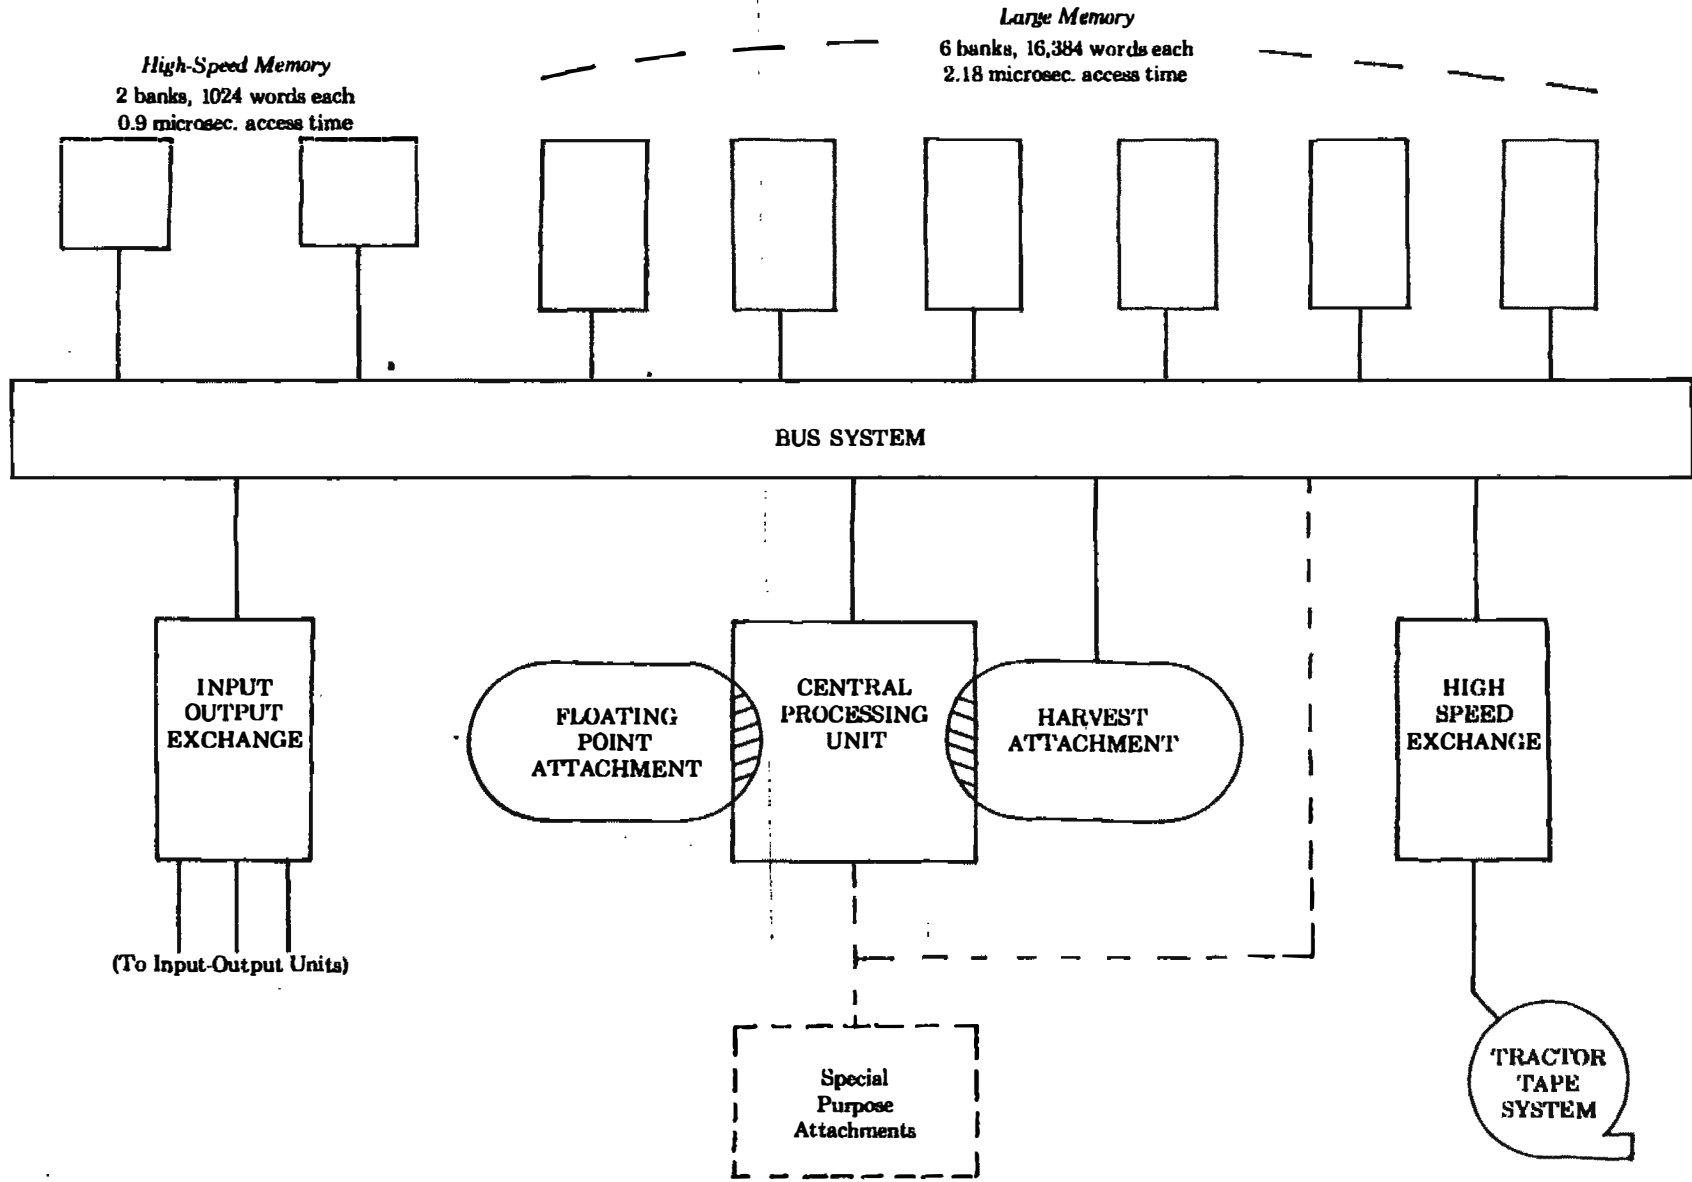 High-Speed Memory
2 banks, 1024 words each
0.9 microsec. access time
Large Memory
6 banks, 16,384 words each
2.18 microsec. access time
BUS SYSTEM
INPUT
OUTPUT
EXCHANGE
(To Input-Output Units)
FLOATING
POINT
ATTACHMENT
CENTRAL
PROCESSING
UNIT
HARVEST
ATTACHMENT
HIGH
SPEED
EXCHANGE
Special
Purpose
Attachments
TRACTOR
TAPE
SYSTEM